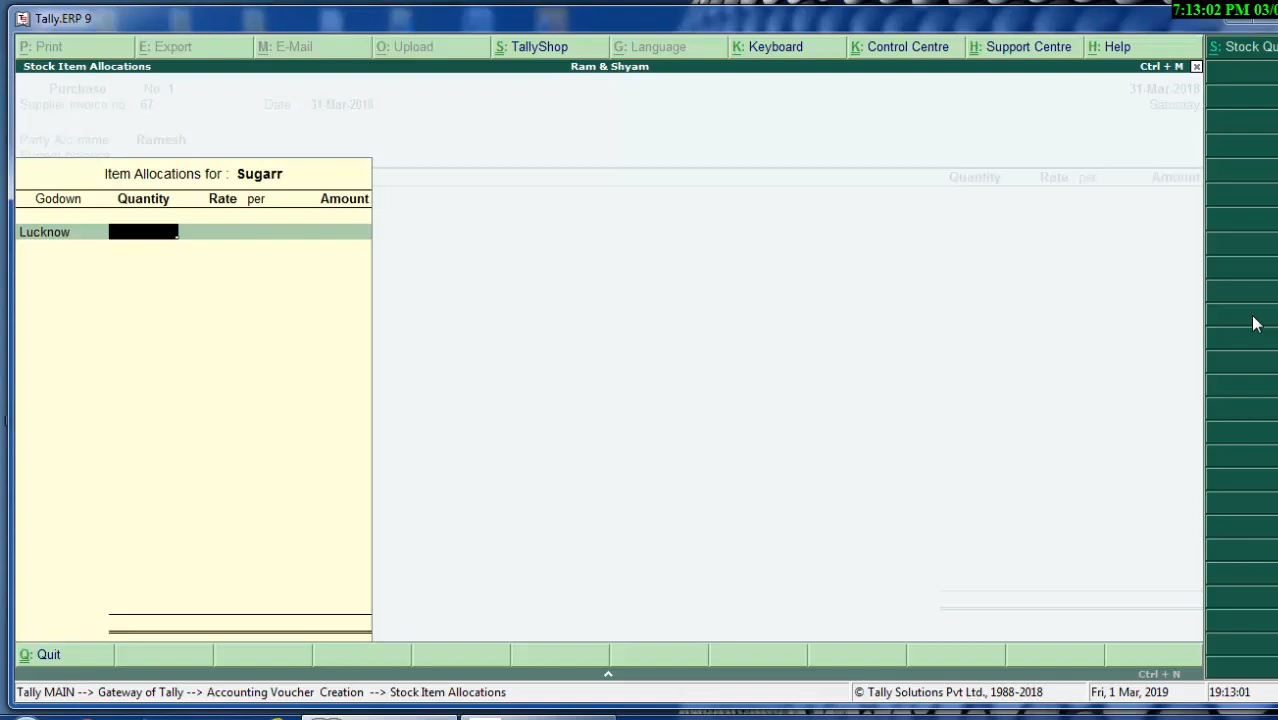 7:13:02 PM 03/0
Tally.ERP 9
P: Print E: Export M: E-Mail O: Upload S: TallyShop G: Language K: Keyboard K: Control Centre H: Support Centre H: Help S: Stock Qu
Stock Item Allocations Ram & Shyam Ctrl + M
Purchase No. 1 31-Mar-2018
Supplier invoice no. 67 Date 31-Mar-2018 Saturday
Party A/c name Ramesh
Item Allocations for : Sugarr
Quantity Rate per Amount
Godown Quantity Rate per Amount
Lucknow
Q: Quit
Ctrl + N
Tally MAIN --> Gateway of Tally --> Accounting Voucher Creation --> Stock Item Allocations © Tally Solutions Pvt Ltd., 1988-2018 Fri, 1 Mar, 2019 19:13:01